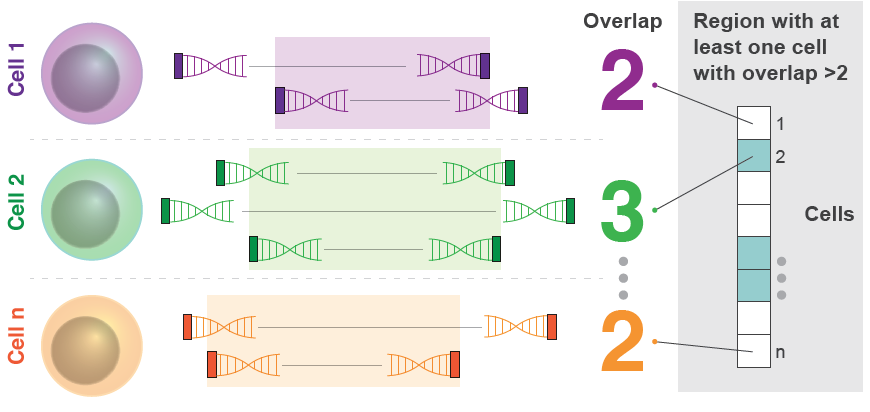 Overlap
Region with at
least one cell
with overlap >2
Cell 1
2
1
2
Cell 2
3
Cells
Cell n
2
n